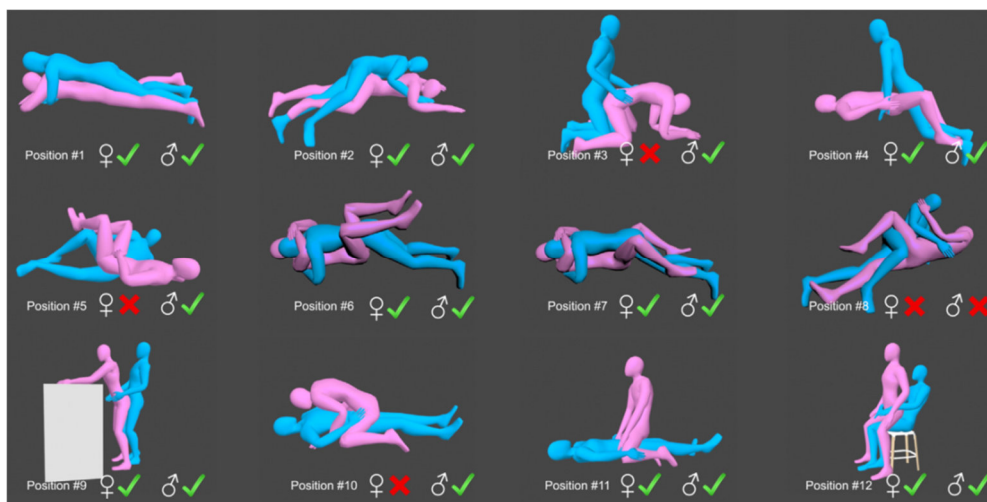 Position #1 ♀ ✓ ♂ ✓
Position #2 ♀ ✓ ♂ ✓
Position #3 ♀ ✗ ♂ ✓
Position #4 ♀ ✓ ♂ ✓
Position #5 ♀ ✗ ♂ ✓
Position #6 ♀ ✓ ♂ ✓
Position #7 ♀ ✓ ♂ ✓
Position #8 ♀ ✗ ♂ ✗
Position #9 ♀ ✓ ♂ ✓
Position #10 ♀ ✗ ♂ ✓
Position #11 ♀ ✓ ♂ ✓
Position #12 ♀ ✓ ♂ ✓